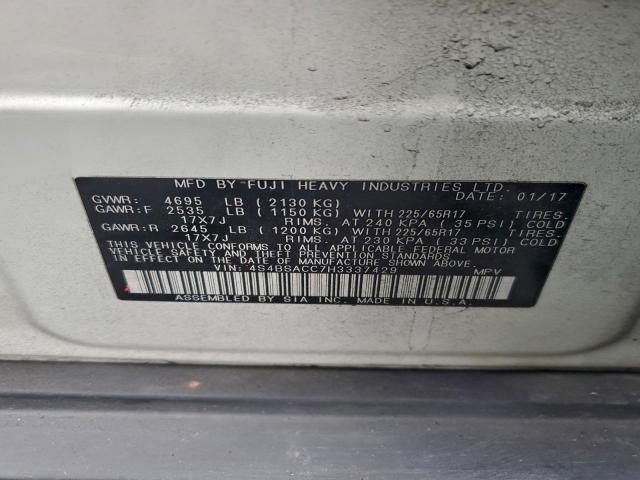 MFD BY-FUJI HEAVY INDUSTRIES LTD.
GVWR: 4695 LB (2130 KG) DATE: 01/17
GAWR:F 2535 LB (1150 KG) WITH 225/65R17 TIRES.
17X7J RIMS. AT 240 KPA (35 PSI) COLD
GAWR:R 2645 LB (1200 KG) WITH 225/65R17 TIRES.
17X7J RIMS. AT 230 KPA (33 PSI) COLD
THIS VEHICLE CONFORMS TO ALL APPLICABLE FEDERAL MOTOR
VEHICLE SAFETY AND THEFT PREVENTION STANDARDS
IN EFFECT ON THE DATE OF MANUFACTURE SHOWN ABOVE.
VIN: 4S4BSACC7H3337429 MPV
ASSEMBLED BY SIA INC. MADE IN U.S.A.